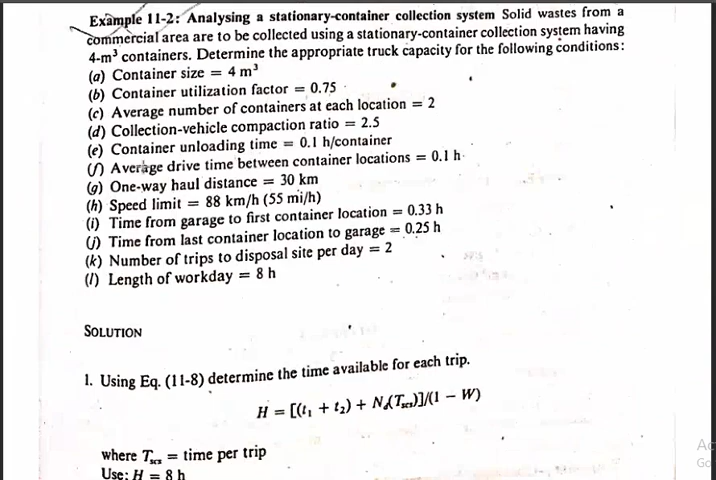 Example 11-2: Analysing a stationary-container collection system Solid wastes from a
commercial area are to be collected using a stationary-container collection system having
4-m³ containers. Determine the appropriate truck capacity for the following conditions:
(a) Container size = 4 m³
(b) Container utilization factor = 0.75
(c) Average number of containers at each location = 2
(d) Collection-vehicle compaction ratio = 2.5
(e) Container unloading time = 0.1 h/container
(f) Average drive time between container locations = 0.1 h
(g) One-way haul distance = 30 km
(h) Speed limit = 88 km/h (55 mi/h)
(i) Time from garage to first container location = 0.33 h
(j) Time from last container location to garage = 0.25 h
(k) Number of trips to disposal site per day = 2
(l) Length of workday = 8 h
SOLUTION
1. Using Eq. (11-8) determine the time available for each trip.
H = [(t₁ + t₂) + N_d(T_scs)]/(1 − W)
where T_scs = time per trip
Use: H = 8 h
Ac
Go